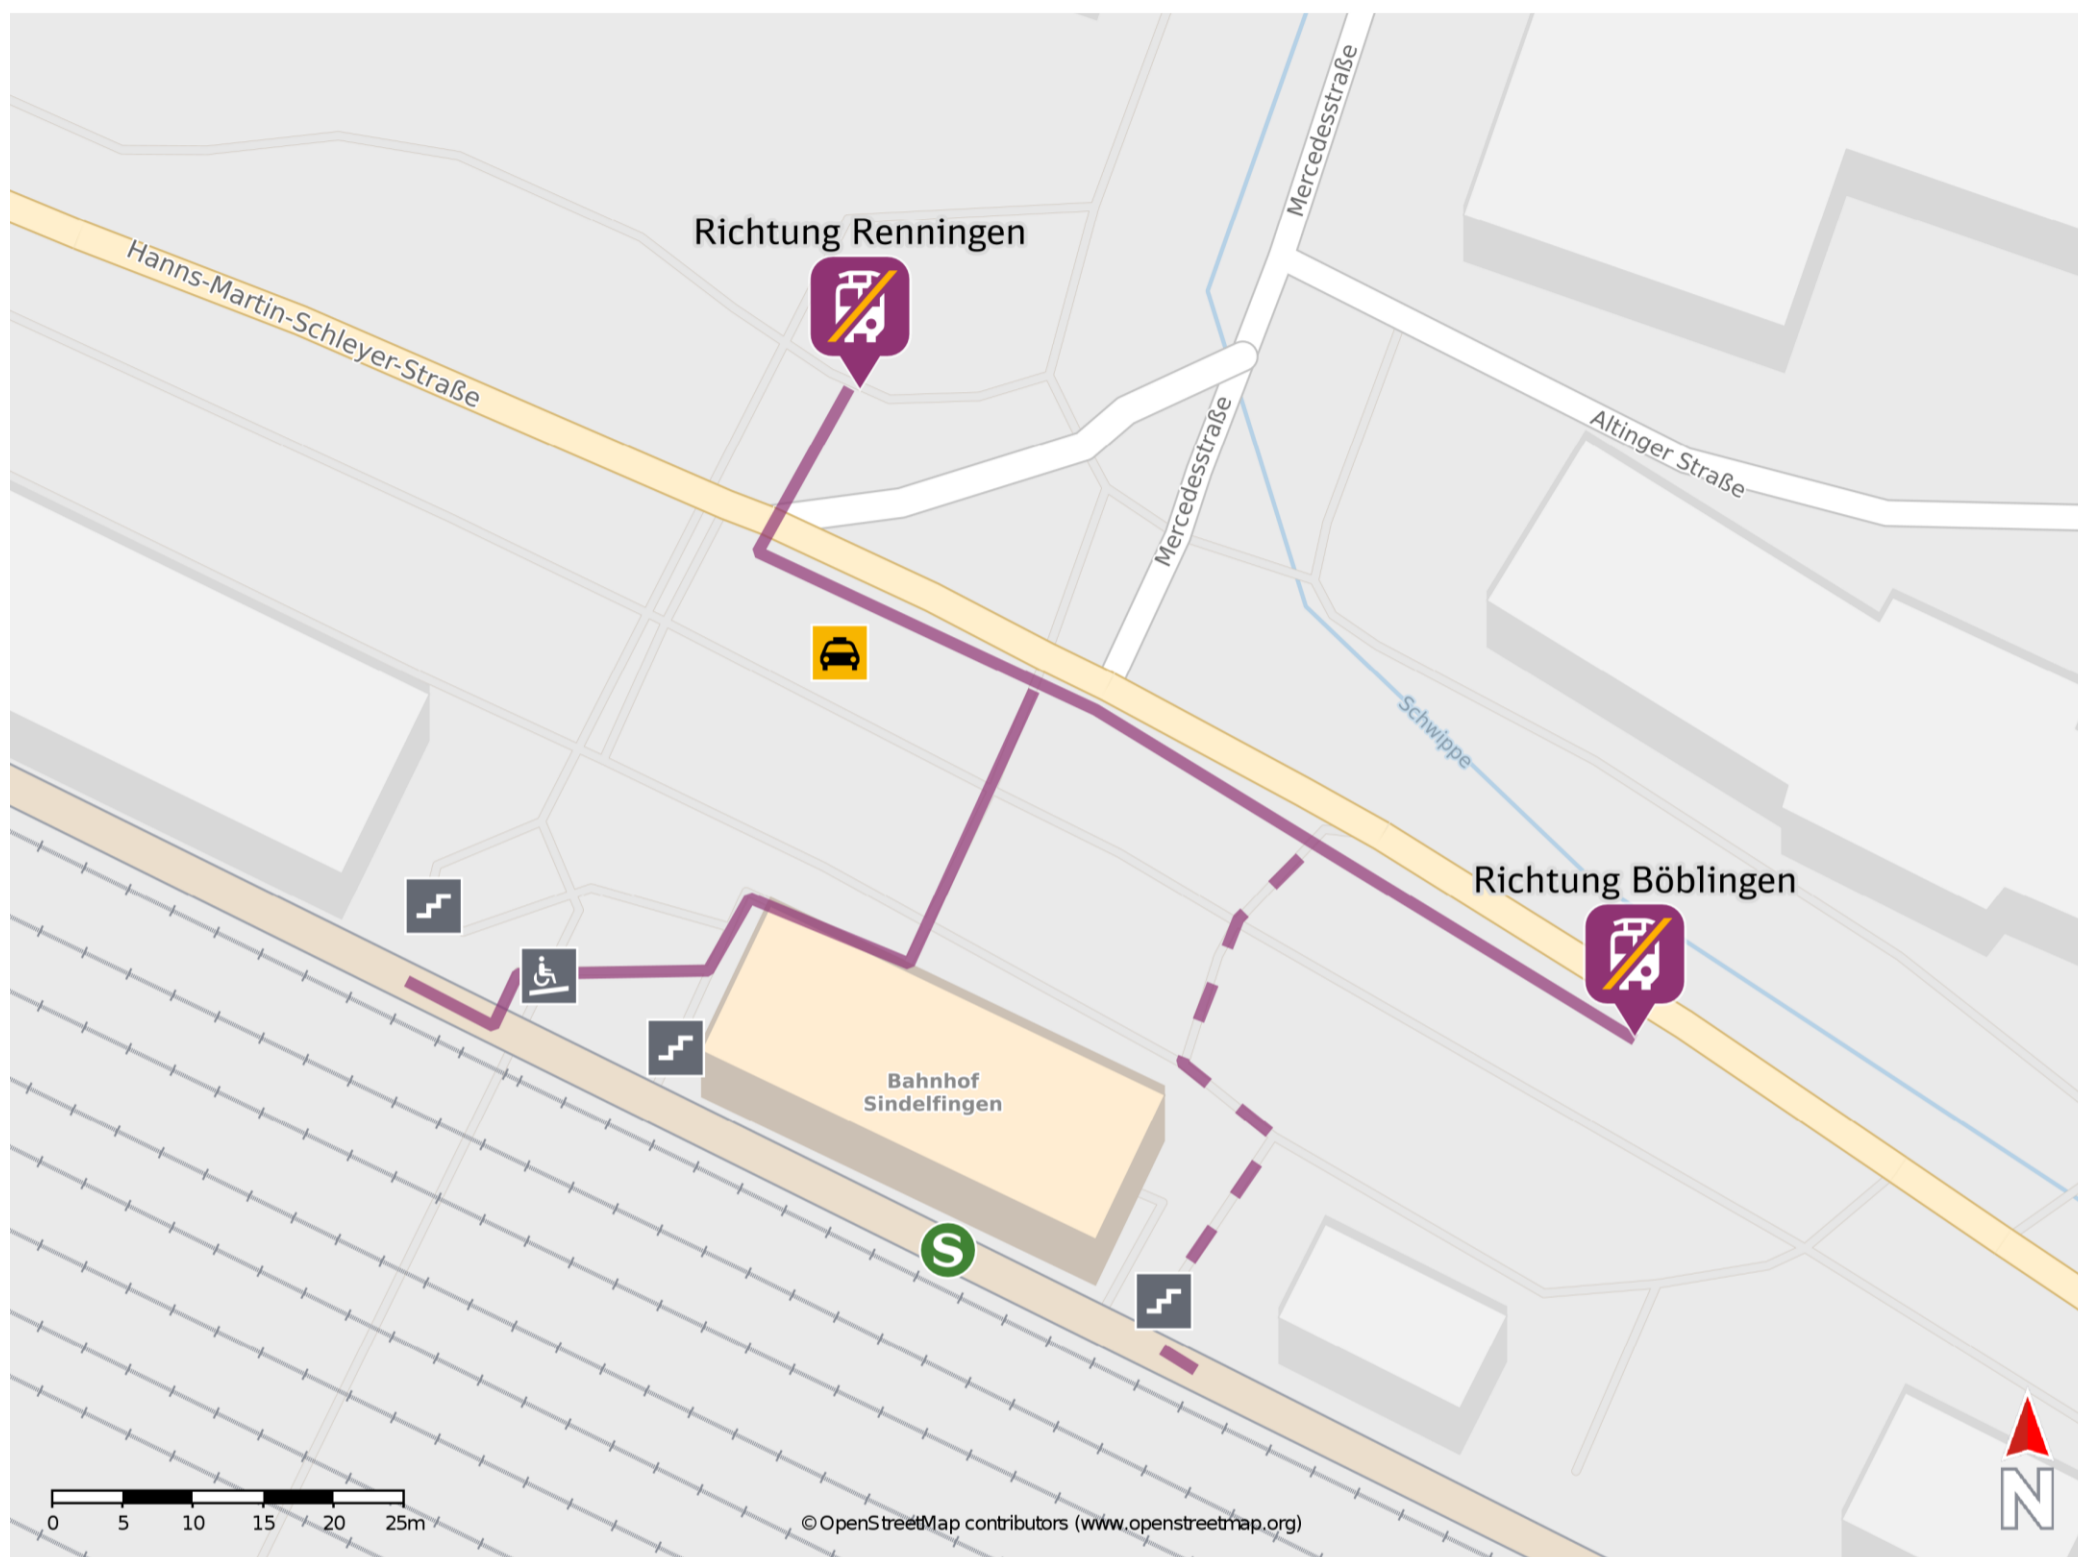 Mercedesstraße
Richtung Renningen
Hanns-Martin-Schleyer-Straße
Mercedesstraße
Altinger Straße
Schwippe
Richtung Böblingen
Bahnhof
Sindelfingen
S
N
0 5 10 15 20 25m
©OpenStreetMap contributors (www.openstreetmap.org)